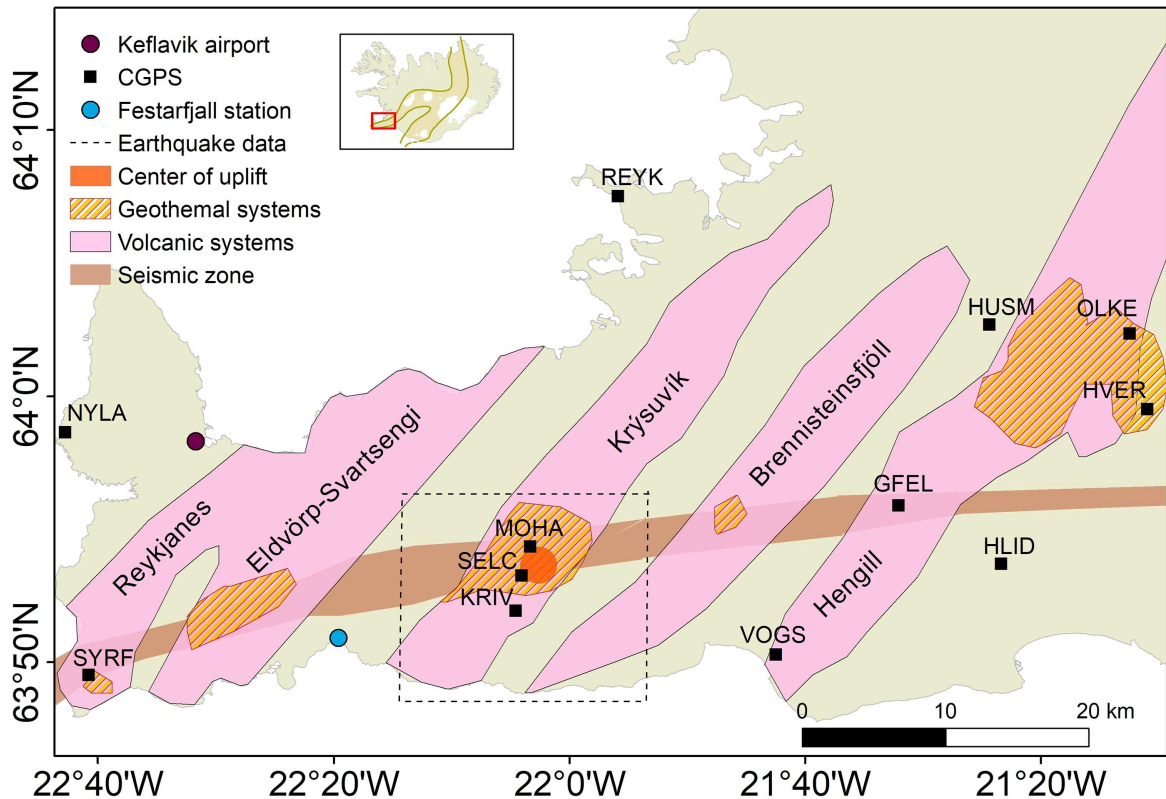 Keflavik airport
CGPS
Festarfjall station
Earthquake data
Center of uplift
Geothemal systems
Volcanic systems
Seismic zone
REYK
HUSM
OLKE
HVER
NYLA
Reykjanes
Eldvörp-Svartsengi
Krýsuvík
Brennisteinsfjöll
Hengill
GFEL
MOHA
SELC
KRIV
HLID
VOGS
SYRF
0 10 20 km
64°10'N
64°0'N
63°50'N
22°40'W 22°20'W 22°0'W 21°40'W 21°20'W